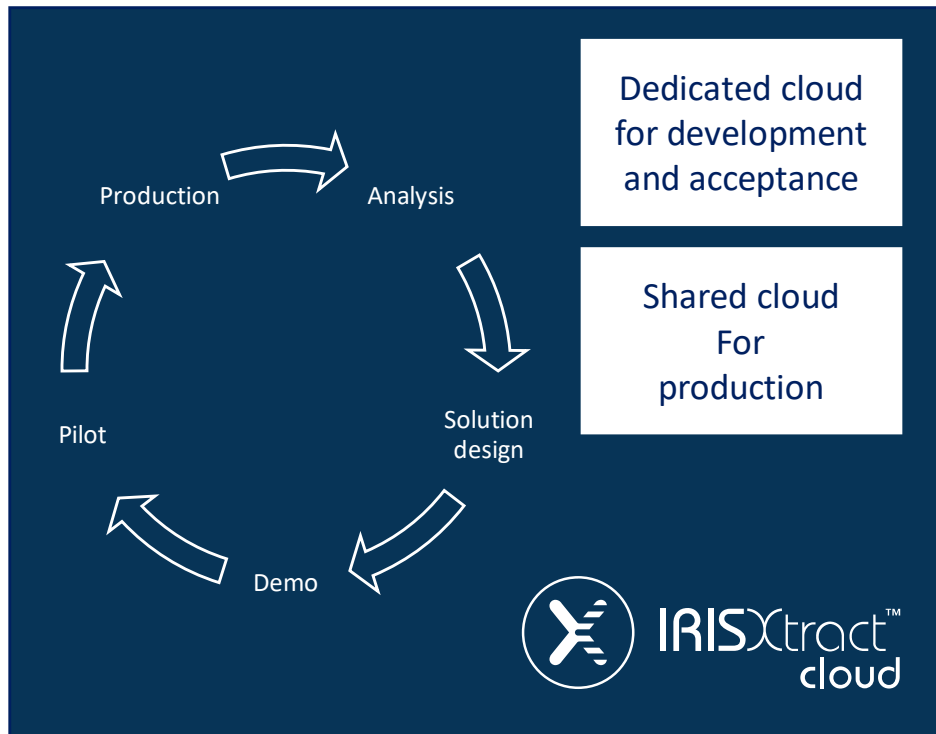 Production
Analysis
Solution
design
Demo
Pilot
Dedicated cloud
for development
and acceptance
Shared cloud
For
production
IRISXtract™
cloud